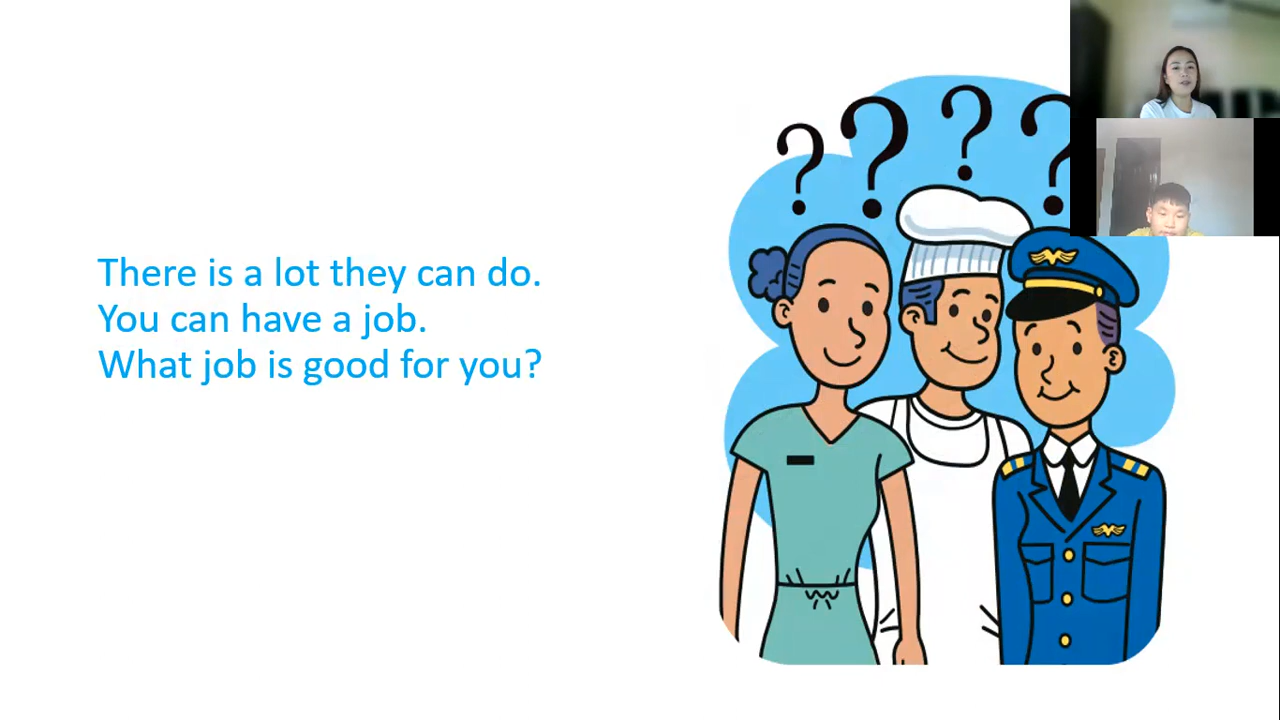 There is a lot they can do.
You can have a job.
What job is good for you?
? ? ? ?